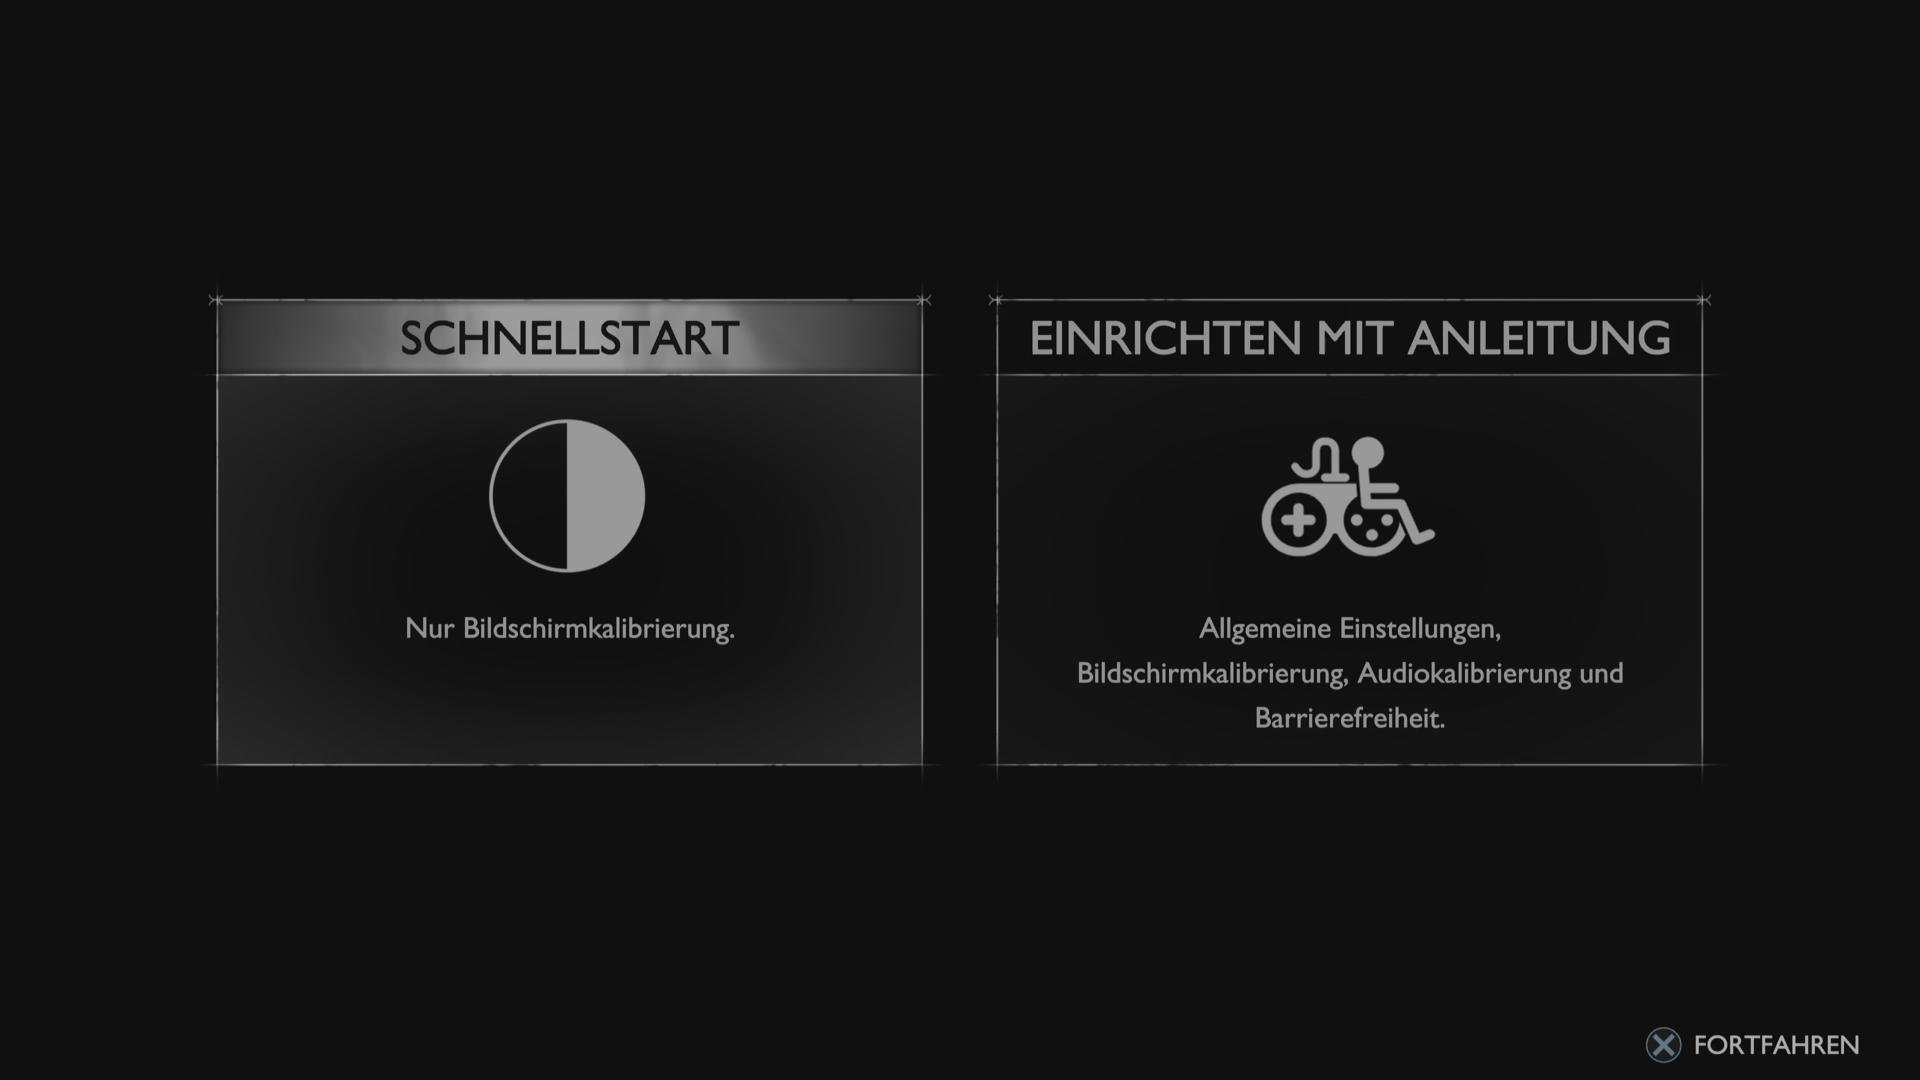 SCHNELLSTART
Nur Bildschirmkalibrierung.
EINRICHTEN MIT ANLEITUNG
Allgemeine Einstellungen,
Bildschirmkalibrierung, Audiokalibrierung und
Barrierefreiheit.
FORTFAHREN